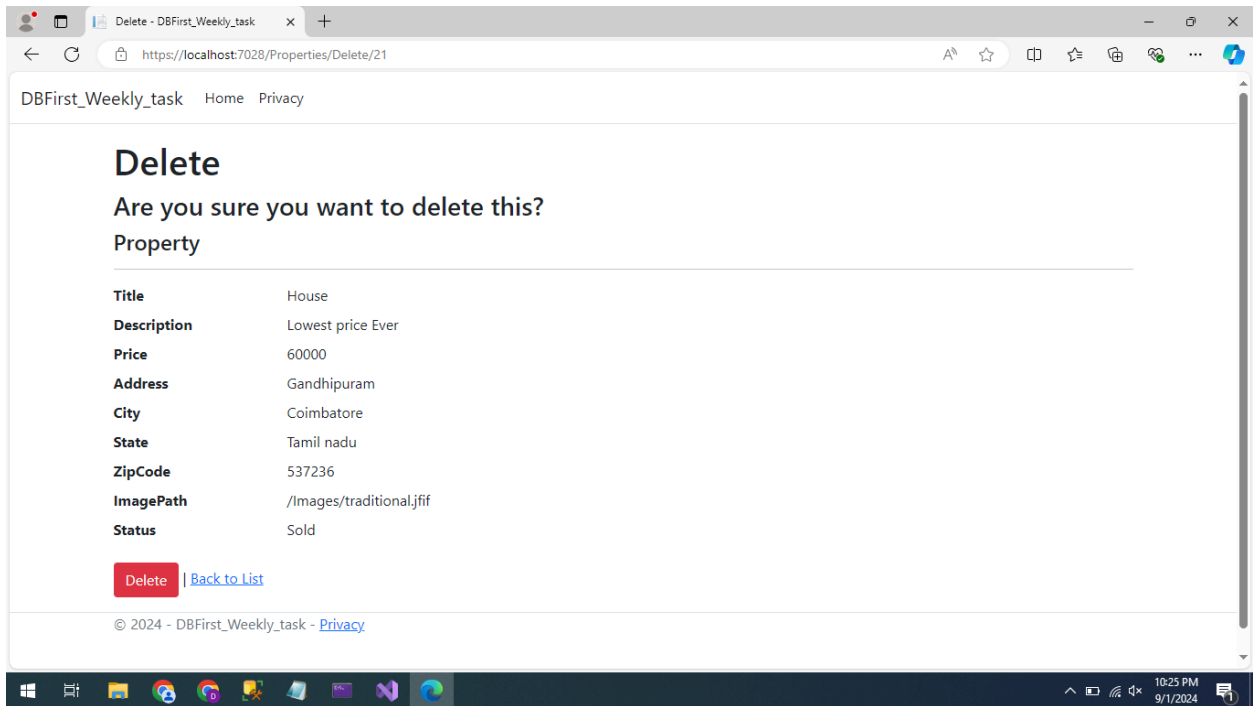 Delete - DBFirst_Weekly_task
https://localhost:7028/Properties/Delete/21
DBFirst_Weekly_task Home Privacy
Delete
Are you sure you want to delete this?
Property
Title House
Description Lowest price Ever
Price 60000
Address Gandhipuram
City Coimbatore
State Tamil nadu
ZipCode 537236
ImagePath /Images/traditional.jfif
Status Sold
Delete | Back to List
© 2024 - DBFirst_Weekly_task - Privacy
10:25 PM
9/1/2024